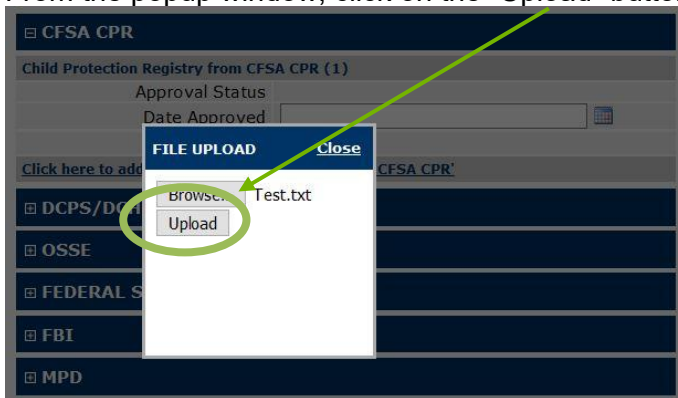 From the popup window, click on the "Upload"
CFSA CPR
Child Protection Registry from CFSA CPR (1)
Approval Status
Date Approved
FILE UPLOAD Close
Click here to add CFSA CPR'
Browse... Test.txt
DCPS/DCH
Upload
OSSE
FEDERAL S
FBI
MPD